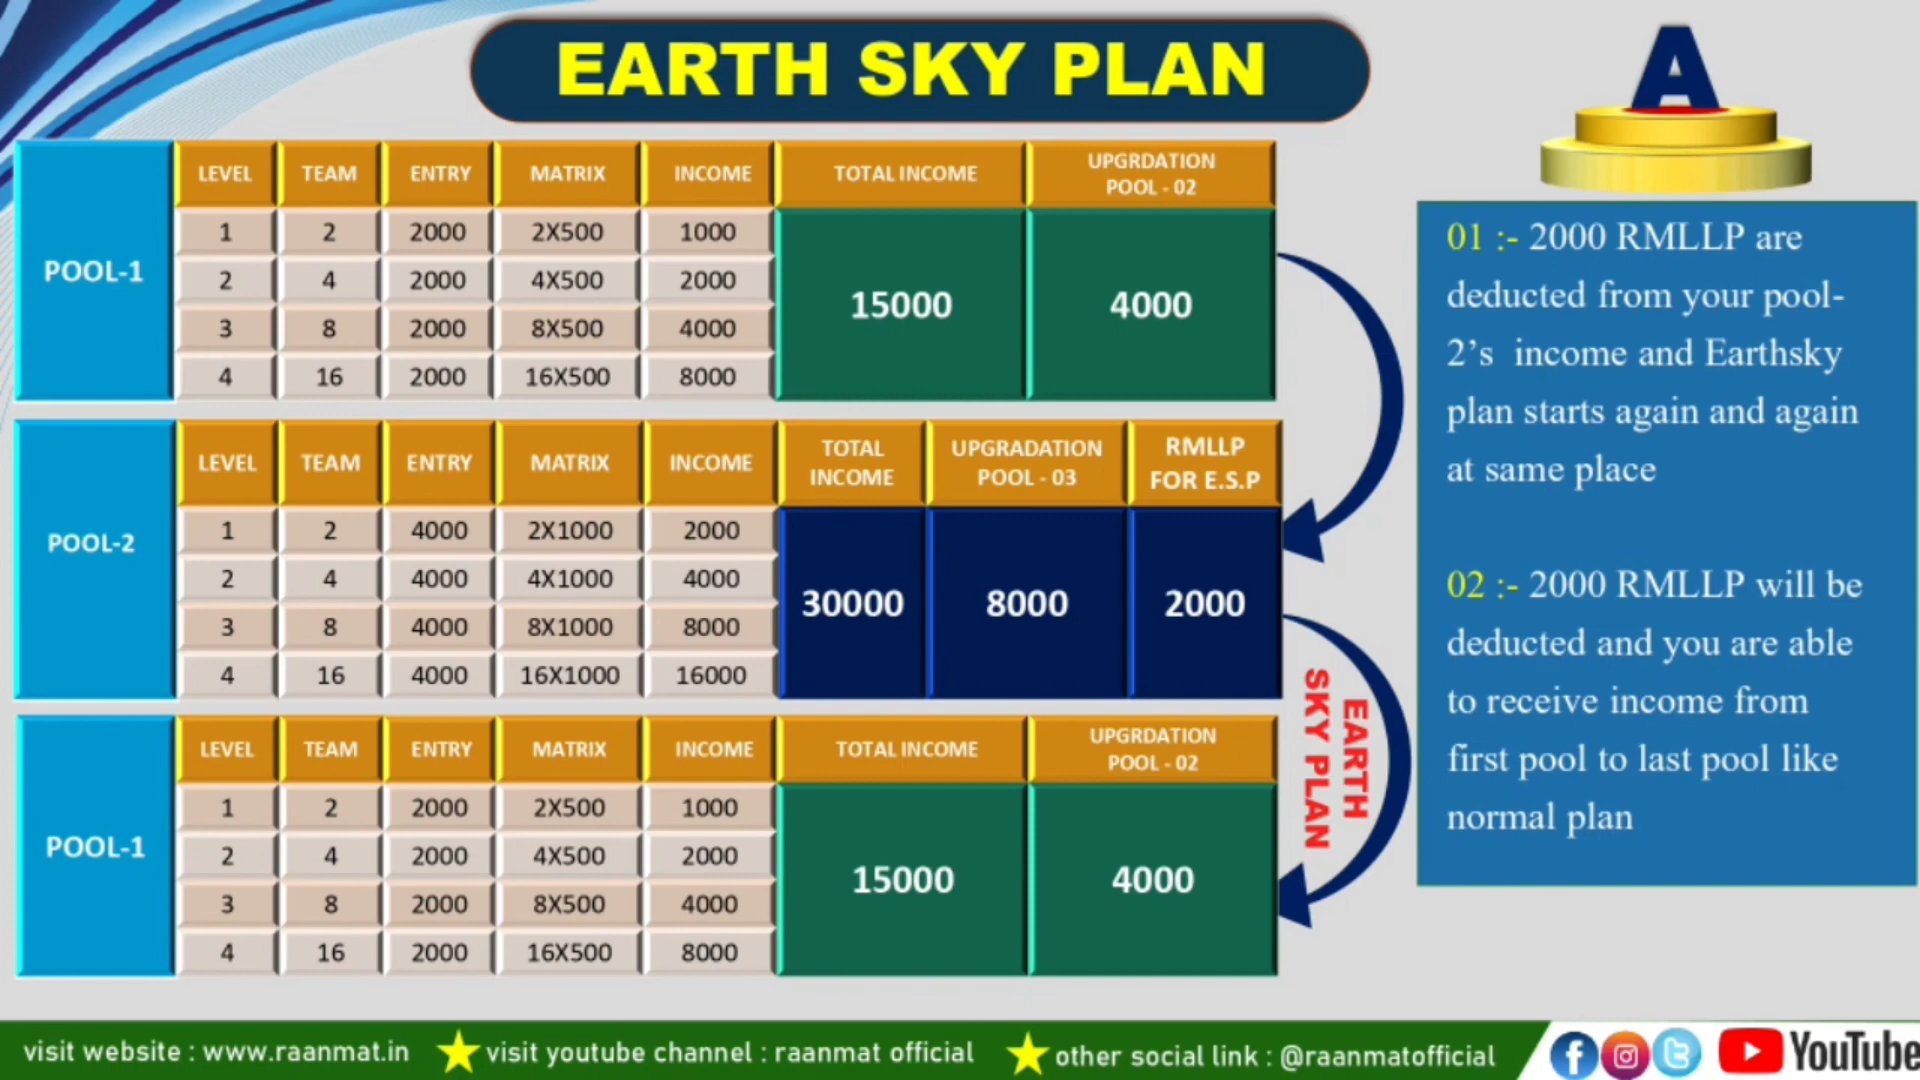 EARTH SKY PLAN
A
POOL-1
LEVEL TEAM ENTRY MATRIX INCOME TOTAL INCOME UPGRDATION POOL - 02
1 2 2000 2X500 1000
2 4 2000 4X500 2000
3 8 2000 8X500 4000
4 16 2000 16X500 8000
15000 4000
POOL-2
LEVEL TEAM ENTRY MATRIX INCOME TOTAL INCOME UPGRADATION POOL - 03 RMLLP FOR E.S.P
1 2 4000 2X1000 2000
2 4 4000 4X1000 4000
3 8 4000 8X1000 8000
4 16 4000 16X1000 16000
30000 8000 2000
POOL-1
LEVEL TEAM ENTRY MATRIX INCOME TOTAL INCOME UPGRDATION POOL - 02
1 2 2000 2X500 1000
2 4 2000 4X500 2000
3 8 2000 8X500 4000
4 16 2000 16X500 8000
15000 4000
EARTH
SKY PLAN
01 :- 2000 RMLLP are
deducted from your pool-
2’s income and Earthsky
plan starts again and again
at same place
02 :- 2000 RMLLP will be
deducted and you are able
to receive income from
first pool to last pool like
normal plan
visit website : www.raanmat.in visit youtube channel : raanmat official other social link : @raanmatofficial YouTube